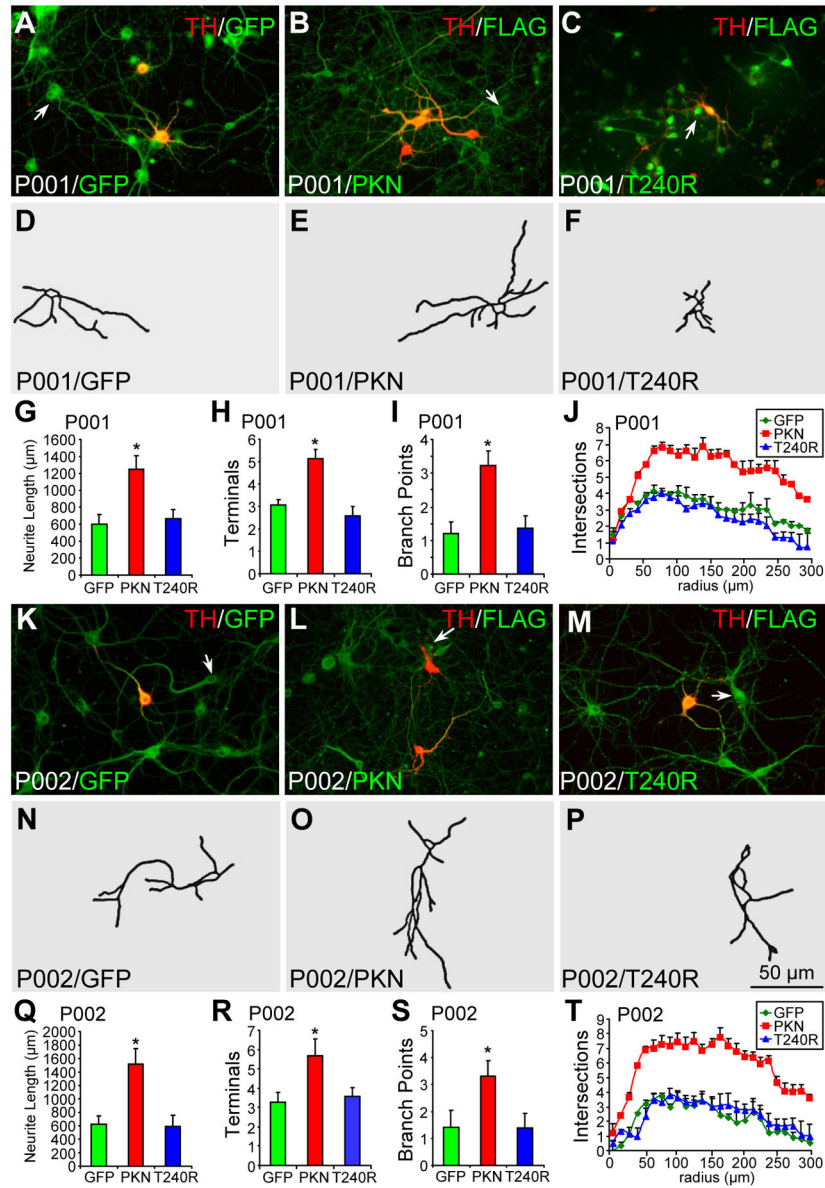 A TH/GFP
P001/GFP
B TH/FLAG
P001/PKN
C TH/FLAG
P001/T240R
D
P001/GFP
E
P001/PKN
F
P001/T240R
G P001
Neurite Length (µm)
1600
1400
1200
1000
800
600
400
200
0
GFP PKN T240R
*
H P001
Terminals
6
5
4
3
2
1
0
GFP PKN T240R
*
I P001
Branch Points
4
3
2
1
0
GFP PKN T240R
*
J P001
GFP
PKN
T240R
Intersections
8
7
6
5
4
3
2
1
0
0 50 100 150 200 250 300
radius (µm)
K TH/GFP
P002/GFP
L TH/FLAG
P002/PKN
M TH/FLAG
P002/T240R
N
P002/GFP
O
P002/PKN
P
P002/T240R
50 µm
Q P002
Neurite Length (µm)
2000
1800
1600
1400
1200
1000
800
600
400
200
0
GFP PKN T240R
*
R P002
Terminals
7
6
5
4
3
2
1
0
GFP PKN T240R
*
S P002
Branch Points
5
4
3
2
1
0
GFP PKN T240R
*
T P002
GFP
PKN
T240R
Intersections
9
8
7
6
5
4
3
2
1
0
0 50 100 150 200 250 300
radius (µm)